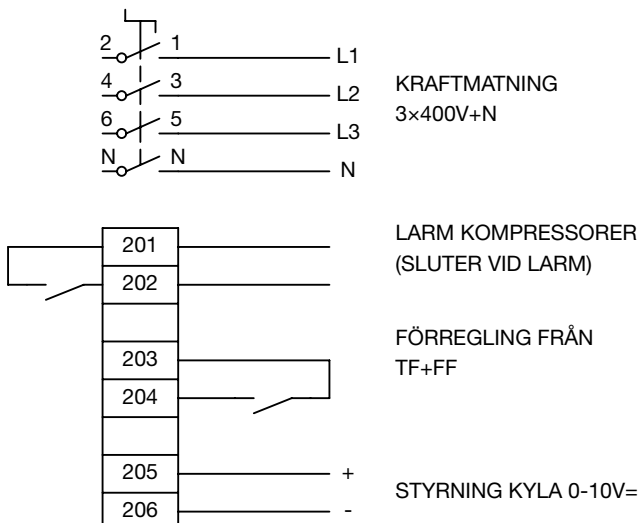 2 1 L1
4 3 L2
KRAFTMATNING
3×400V+N
6 5 L3
N N N
201
LARM KOMPRESSORER
(SLUTER VID LARM)
202
203
FÖRREGLING FRÅN
TF+FF
204
205 +
STYRNING KYLA 0-10V=
206 -